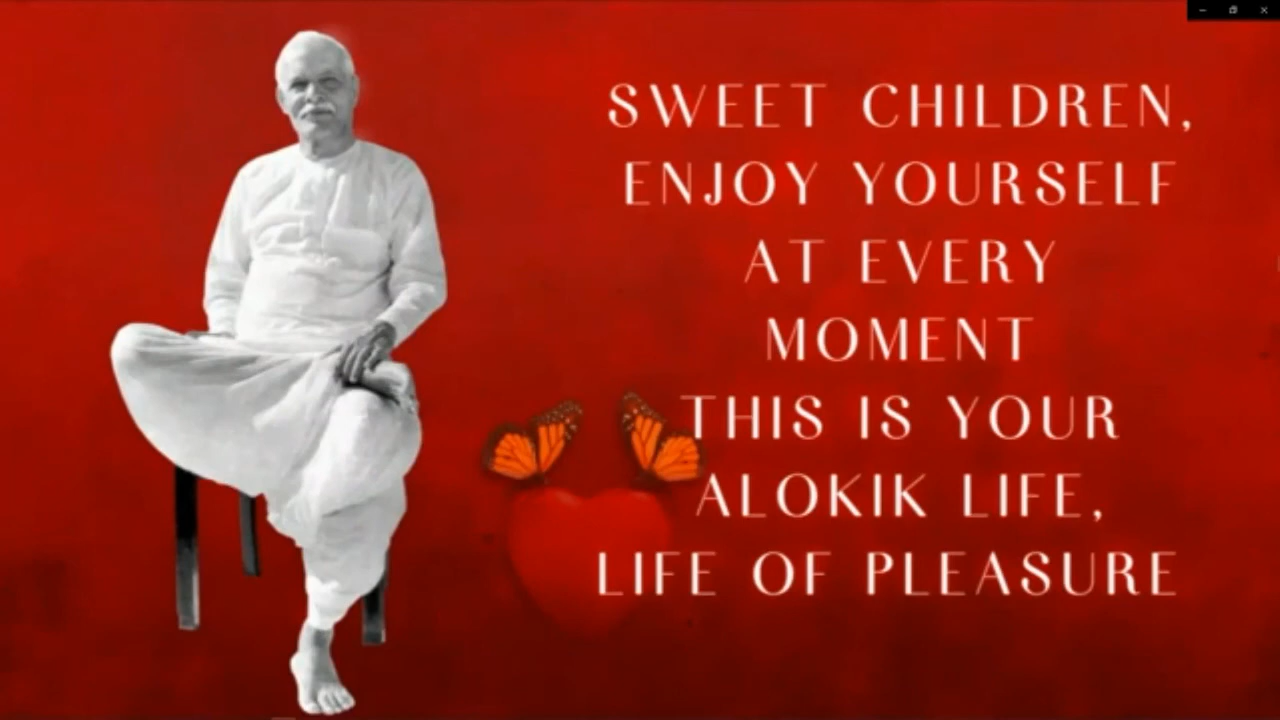 SWEET CHILDREN,
ENJOY YOURSELF
AT EVERY
MOMENT
THIS IS YOUR
ALOKIK LIFE,
LIFE OF PLEASURE